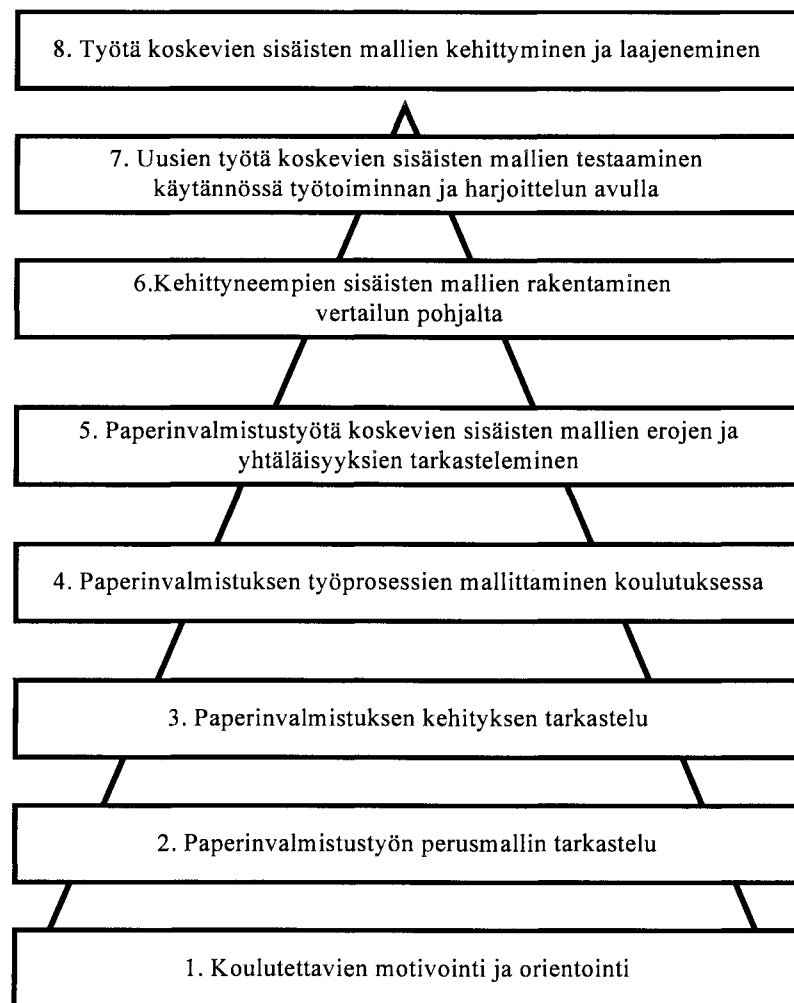 8. Työtä koskevien sisäisten mallien kehittyminen ja laajeneminen
7. Uusien työtä koskevien sisäisten mallien testaaminen
käytännössä työtoiminnan ja harjoittelun avulla
6.Kehittyneempien sisäisten mallien rakentaminen
vertailun pohjalta
5. Paperinvalmistustyötä koskevien sisäisten mallien erojen ja
yhtäläisyyksien tarkasteleminen
4. Paperinvalmistuksen työprosessien mallittaminen koulutuksessa
3. Paperinvalmistuksen kehityksen tarkastelu
2. Paperinvalmistustyön perusmallin tarkastelu
1. Koulutettavien motivointi ja orientointi